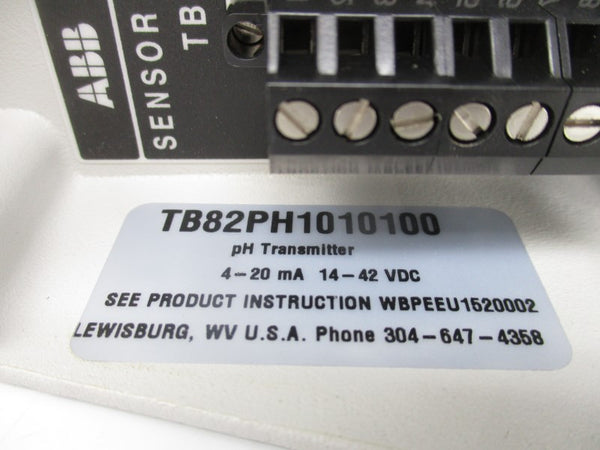 ABB
SENSOR
TB
TB82PH1010100
pH Transmitter
4-20 mA 14-42 VDC
SEE PRODUCT INSTRUCTION WBPEEU1520002
LEWISBURG, WV U.S.A. Phone 304-647-4358